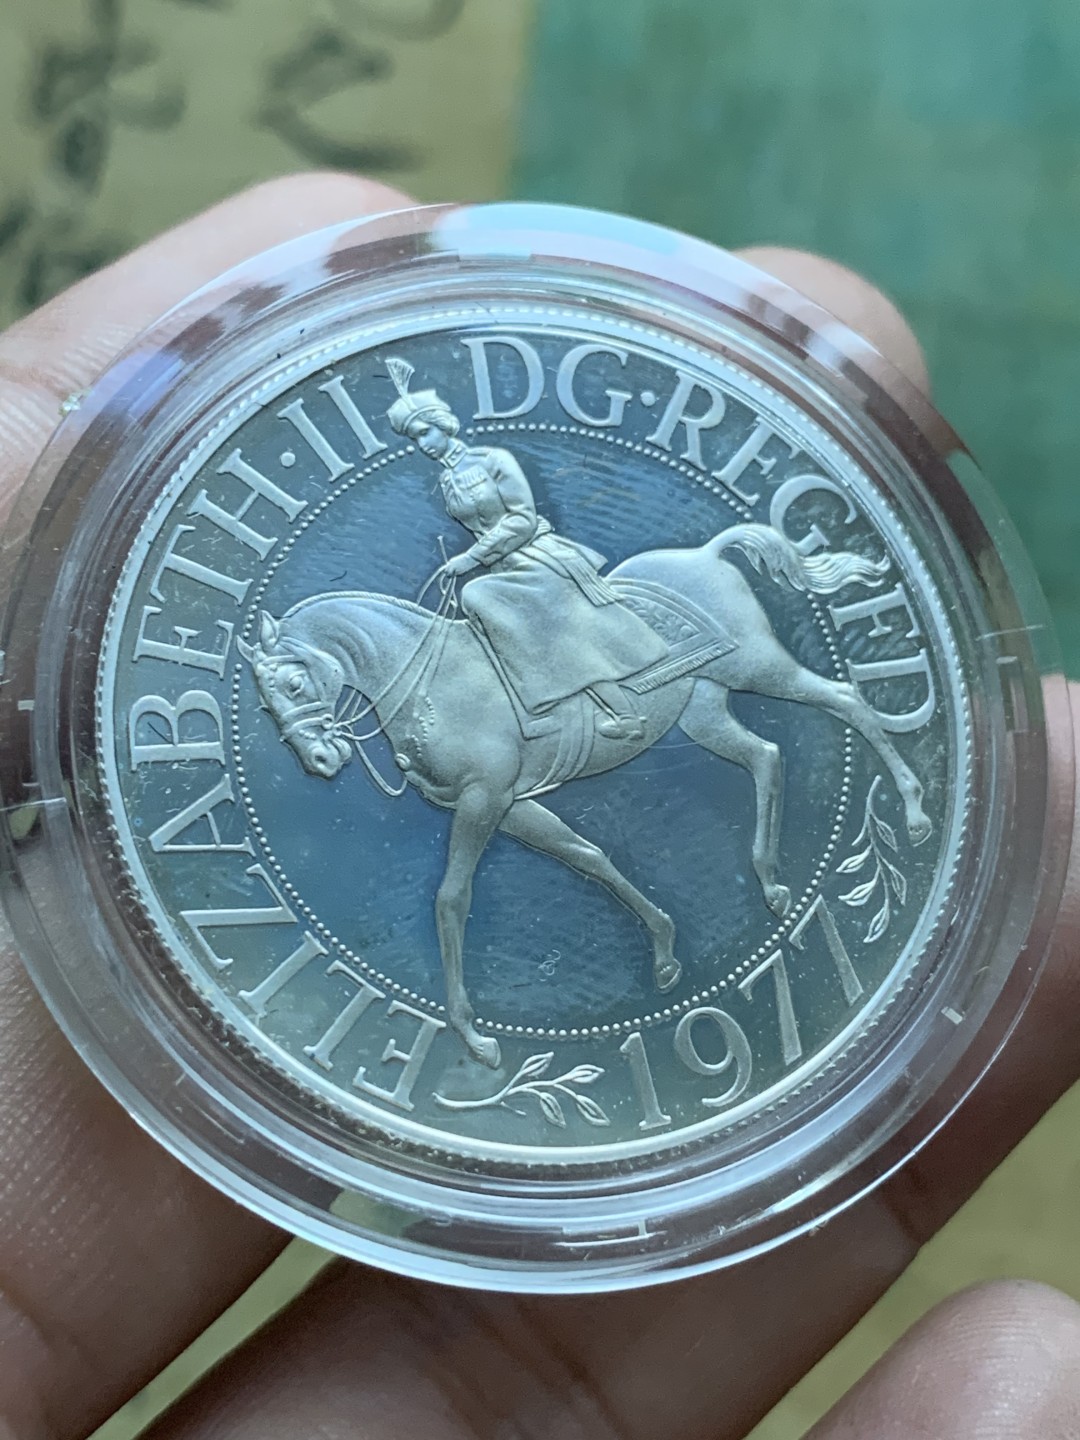 ELIZABETH·II DG·REG FD 1977